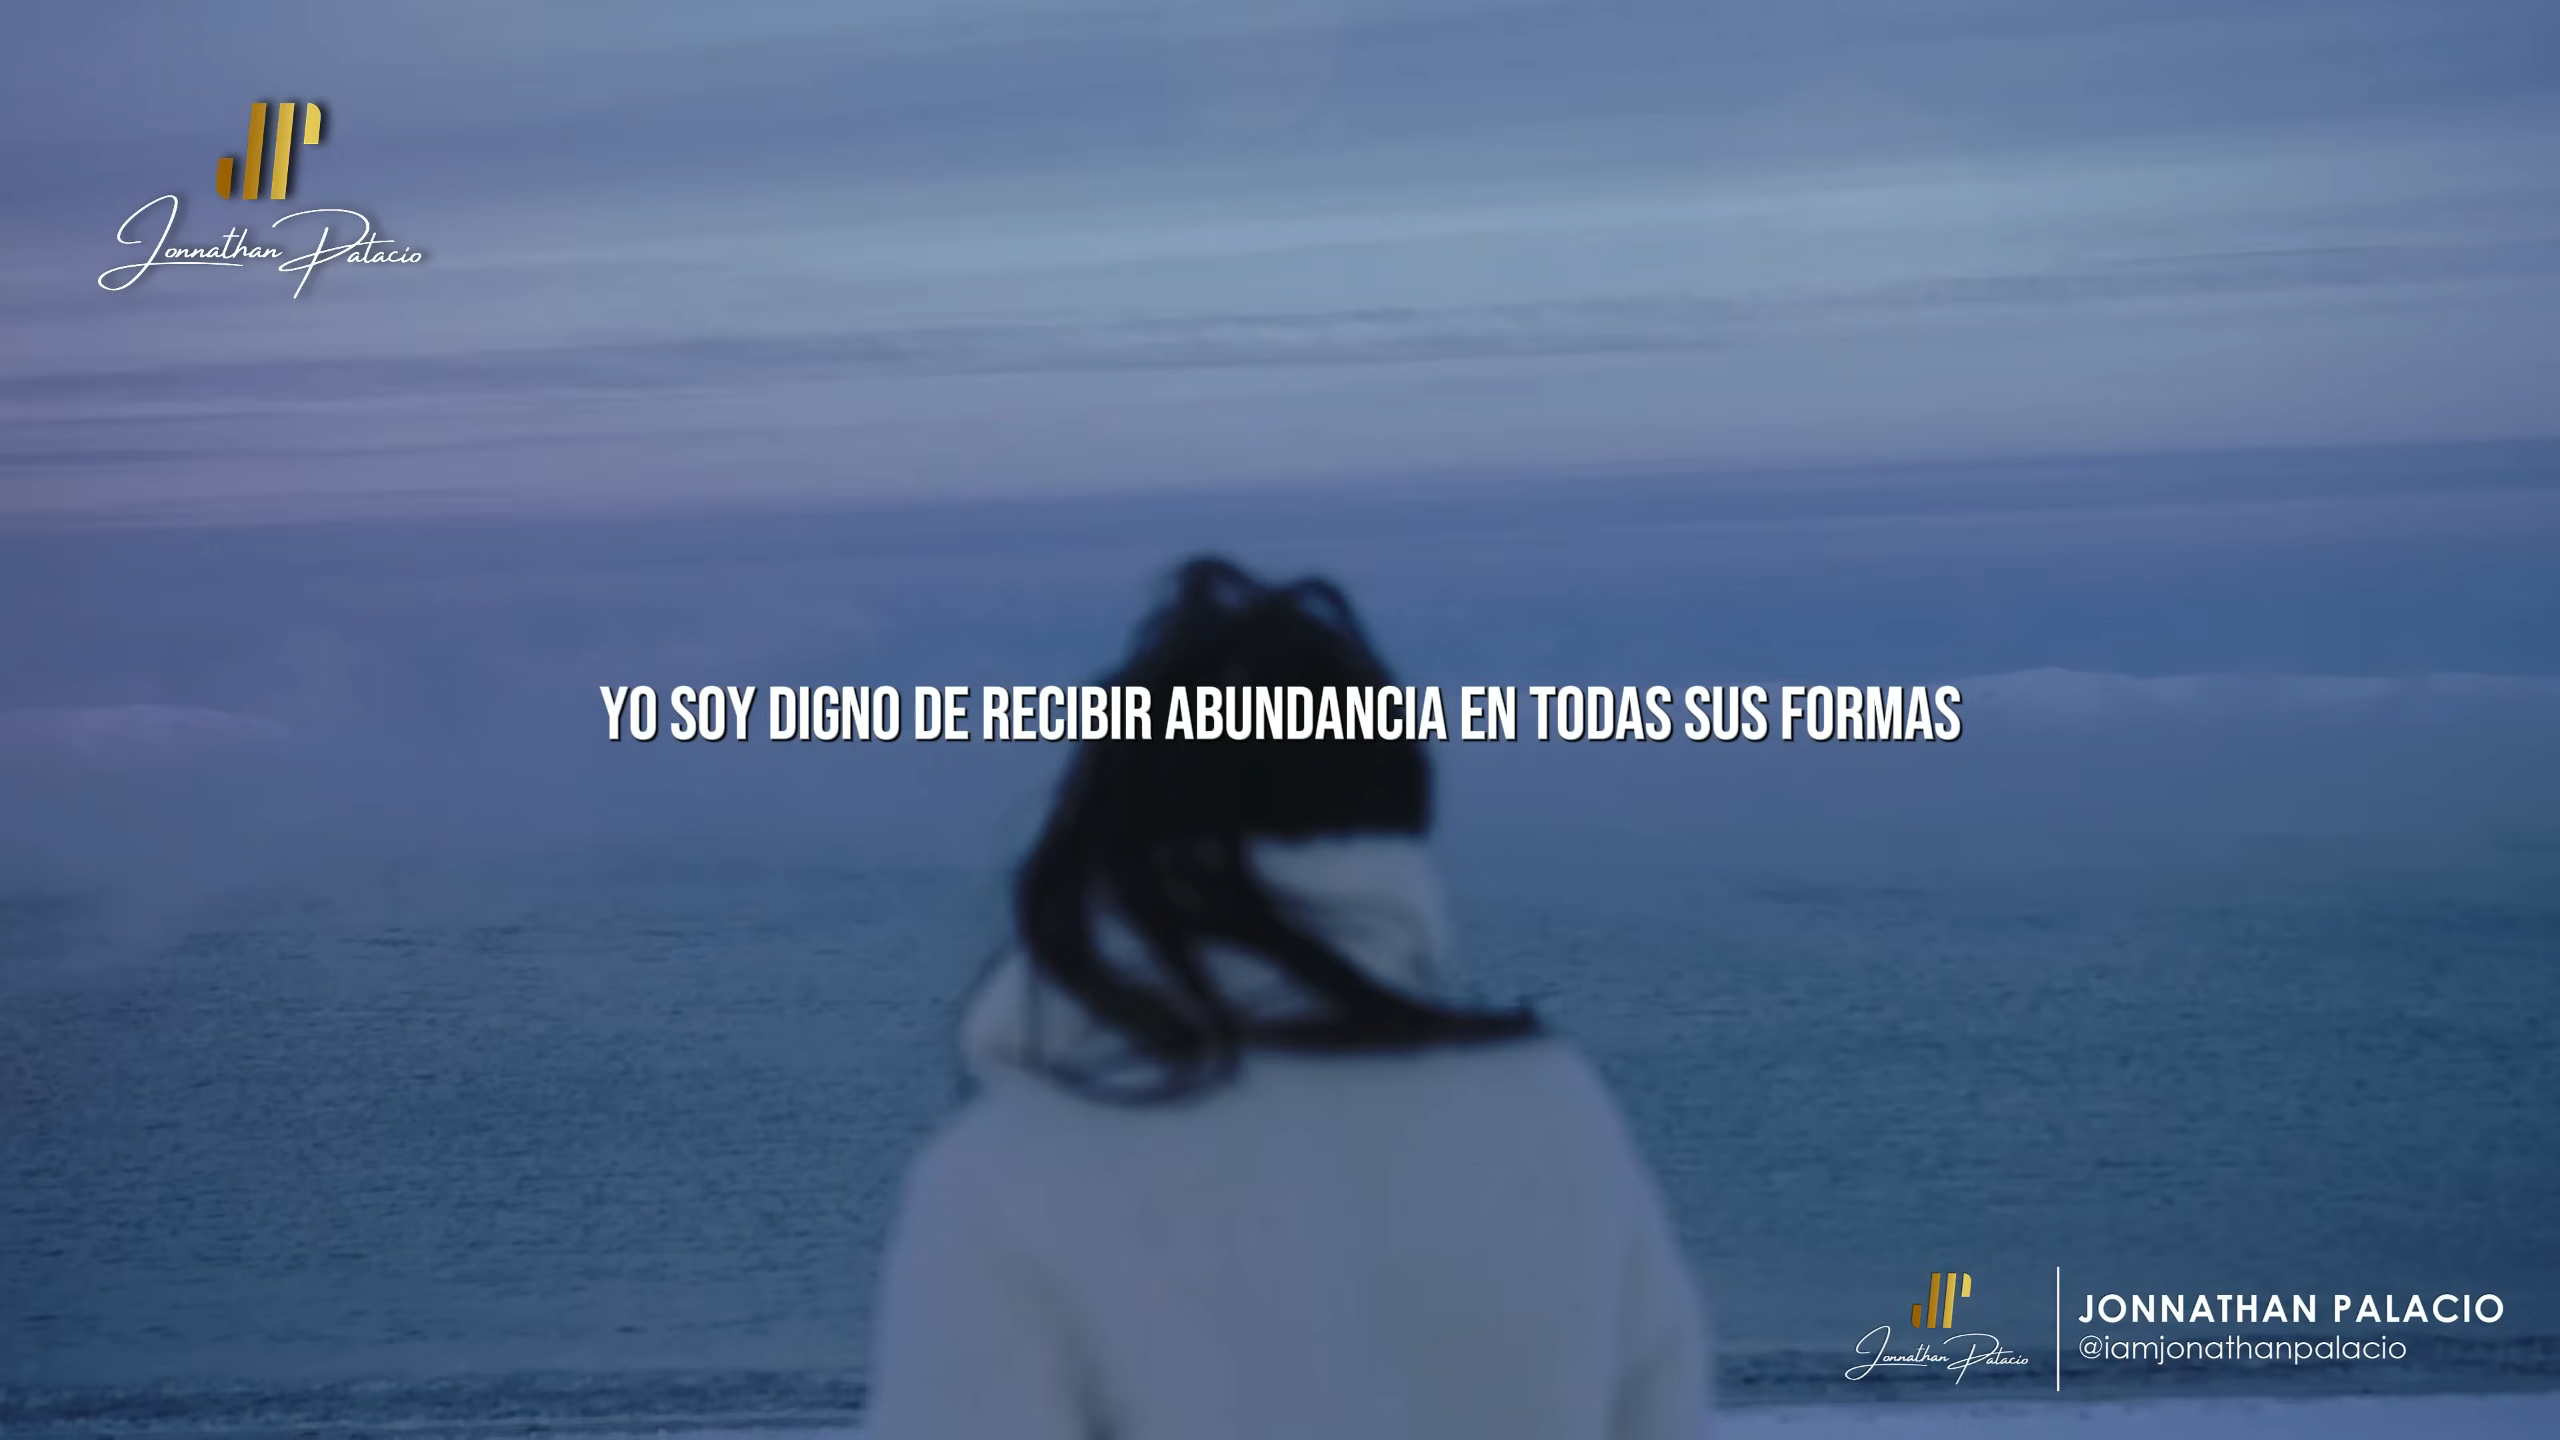 Jonnathan Palacio
YO SOY DIGNO DE RECIBIR ABUNDANCIA EN TODAS SUS FORMAS
Jonnathan Palacio
JONNATHAN PALACIO
@iamjonathanpalacio